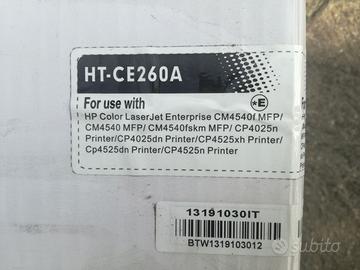 HT-CE260A
For use with
*E
HP Color LaserJet Enterprise CM4540f MFP/
CM4540 MFP/ CM4540fskm MFP/ CP4025n
Printer/CP4025dn Printer/CP4525xh Printer/
Cp4525dn Printer/CP4525n Printer
13191030IT
BTW1319103012
subito